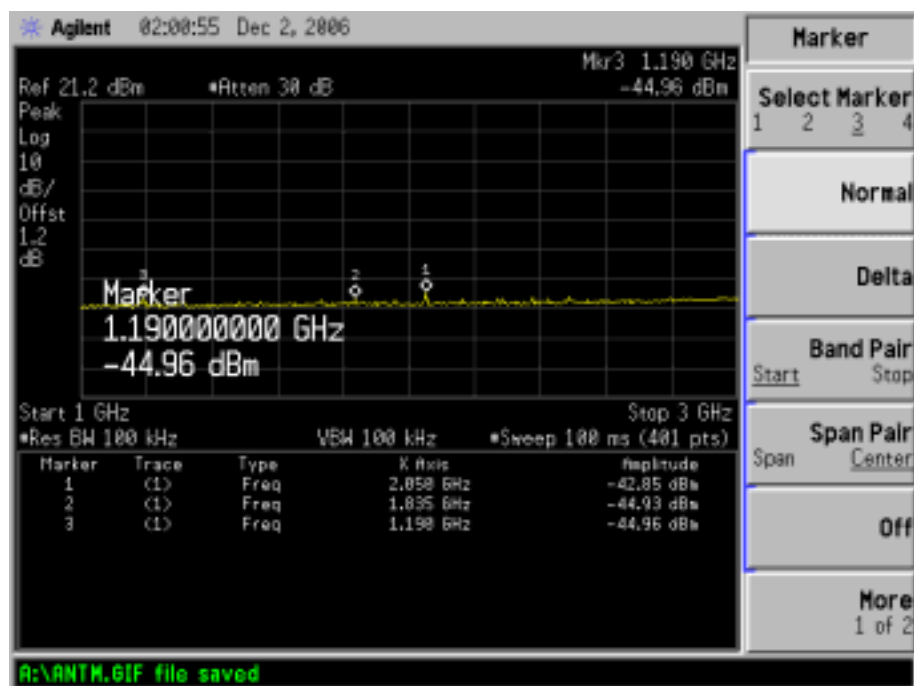 Agilent 02:00:55 Dec 2, 2006
Mkr3 1.190 GHz
Ref 21.2 dBm *Atten 30 dB -44.96 dBm
Peak
Log
10
dB/
Offst
1.2
dB
3 2 1
Marker
1.190000000 GHz
-44.96 dBm
Start 1 GHz Stop 3 GHz
*Res BW 100 kHz VBW 100 kHz *Sweep 100 ms (401 pts)
Marker Trace Type X Axis Amplitude
1 (1) Freq 2.050 GHz -42.85 dBm
2 (1) Freq 1.835 GHz -44.93 dBm
3 (1) Freq 1.190 GHz -44.96 dBm
A:\ANTM.GIF file saved
Marker
Select Marker
1 2 3 4
Normal
Delta
Band Pair
Start Stop
Span Pair
Span Center
Off
More
1 of 2